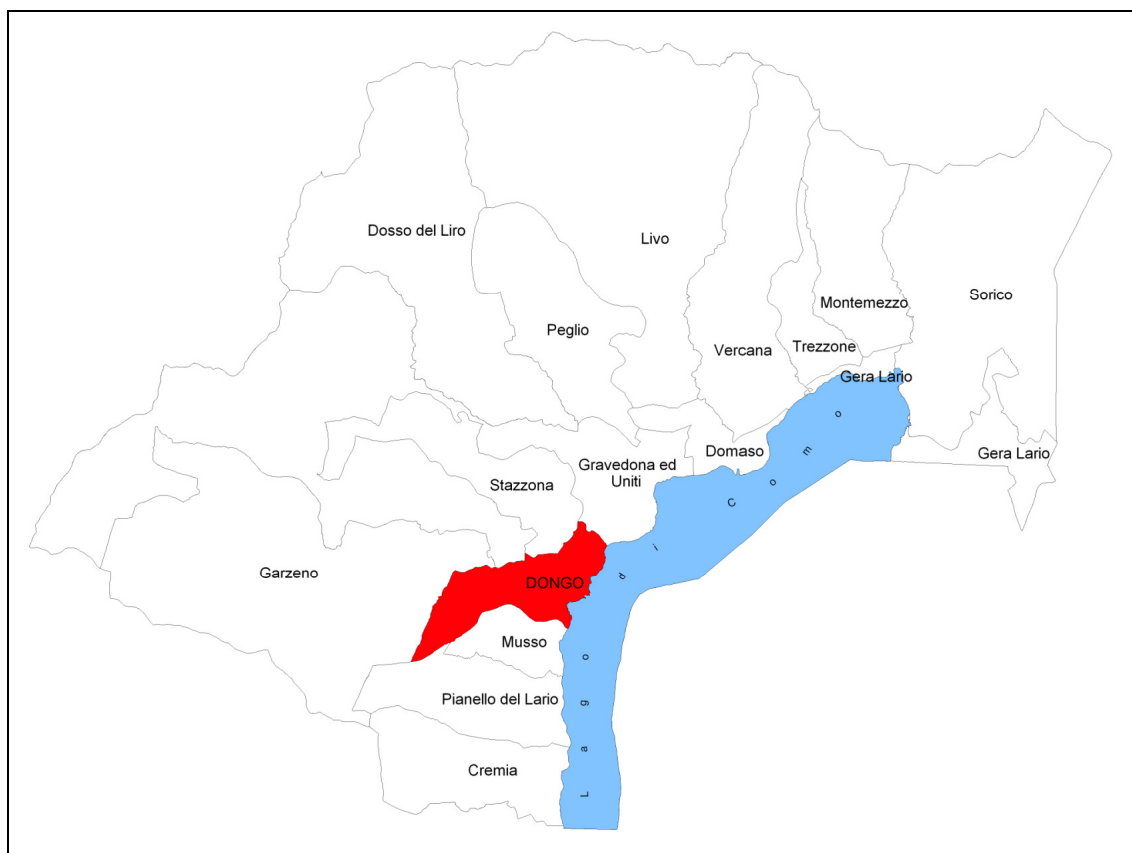 Dosso del Liro
Livo
Sorico
Montemezzo
Peglio
Vercana
Trezzone
Gera Lario
Domaso
Gera Lario
Gravedona ed
Uniti
Stazzona
Garzeno
DONGO
Musso
Pianello del Lario
Cremia
Lago di Como